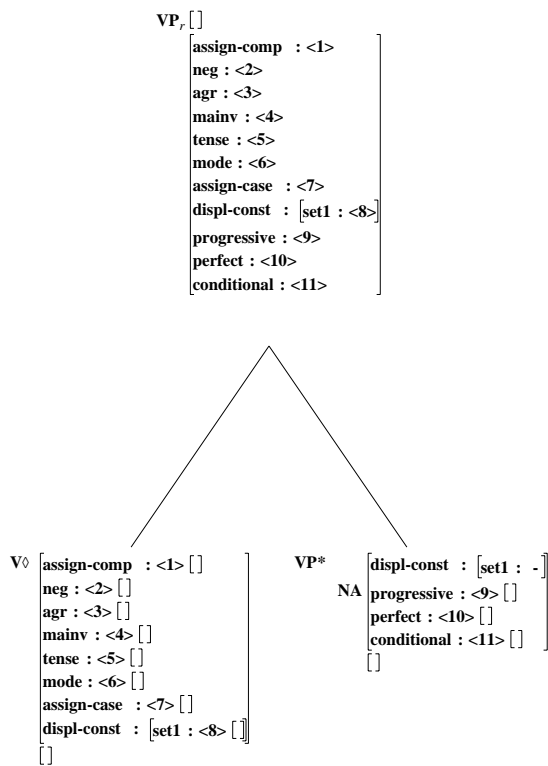 VPr []
assign-comp : <1>
neg : <2>
agr : <3>
mainv : <4>
tense : <5>
mode : <6>
assign-case : <7>
displ-const : [set1 : <8>]
progressive : <9>
perfect : <10>
conditional : <11>
V◊ assign-comp : <1> []
neg : <2> []
agr : <3> []
mainv : <4> []
tense : <5> []
mode : <6> []
assign-case : <7> []
displ-const : [set1 : <8> []]
[]
VP* displ-const : [set1 : -]
NA progressive : <9> []
perfect : <10> []
conditional : <11> []
[]